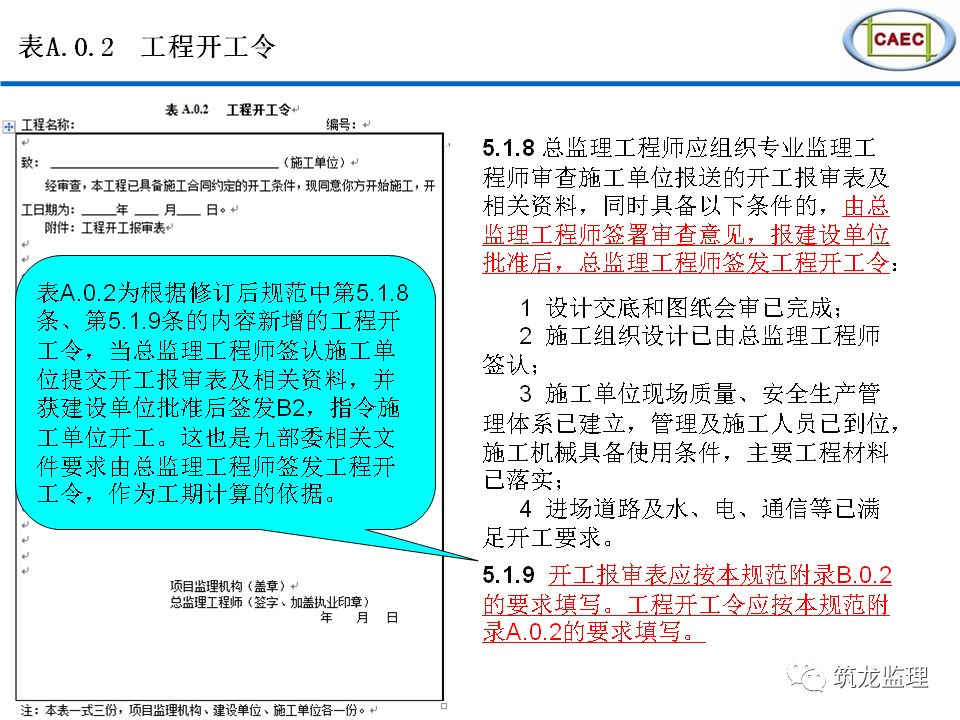 表A.0.2 工程开工令
CAEC
表 A.0.2 工程开工令
工程名称： 编号：
致：（施工单位）
经审查，本工程已具备施工合同约定的开工条件，现同意你方开始施工，开
工日期为：年 月 日。
附件：工程开工报审表
表A.0.2为根据修订后规范中第5.1.8
条、第5.1.9条的内容新增的工程开
工令，当总监理工程师签认施工单
位提交开工报审表及相关资料，并
获建设单位批准后签发B2，指令施
工单位开工。这也是九部委相关文
件要求由总监理工程师签发工程开
工令，作为工期计算的依据。
项目监理机构（盖章）
总监理工程师（签字、加盖执业印章）
年 月 日
注：本表一式三份，项目监理机构、建设单位、施工单位各一份。
5.1.8 总监理工程师应组织专业监理工
程师审查施工单位报送的开工报审表及
相关资料，同时具备以下条件的，由总
监理工程师签署审查意见，报建设单位
批准后，总监理工程师签发工程开工令：
1 设计交底和图纸会审已完成；
2 施工组织设计已由总监理工程师
签认；
3 施工单位现场质量、安全生产管
理体系已建立，管理及施工人员已到位，
施工机械具备使用条件，主要工程材料
已落实；
4 进场道路及水、电、通信等已满
足开工要求。
5.1.9 开工报审表应按本规范附录B.0.2
的要求填写。工程开工令应按本规范附
录A.0.2的要求填写。
筑龙监理